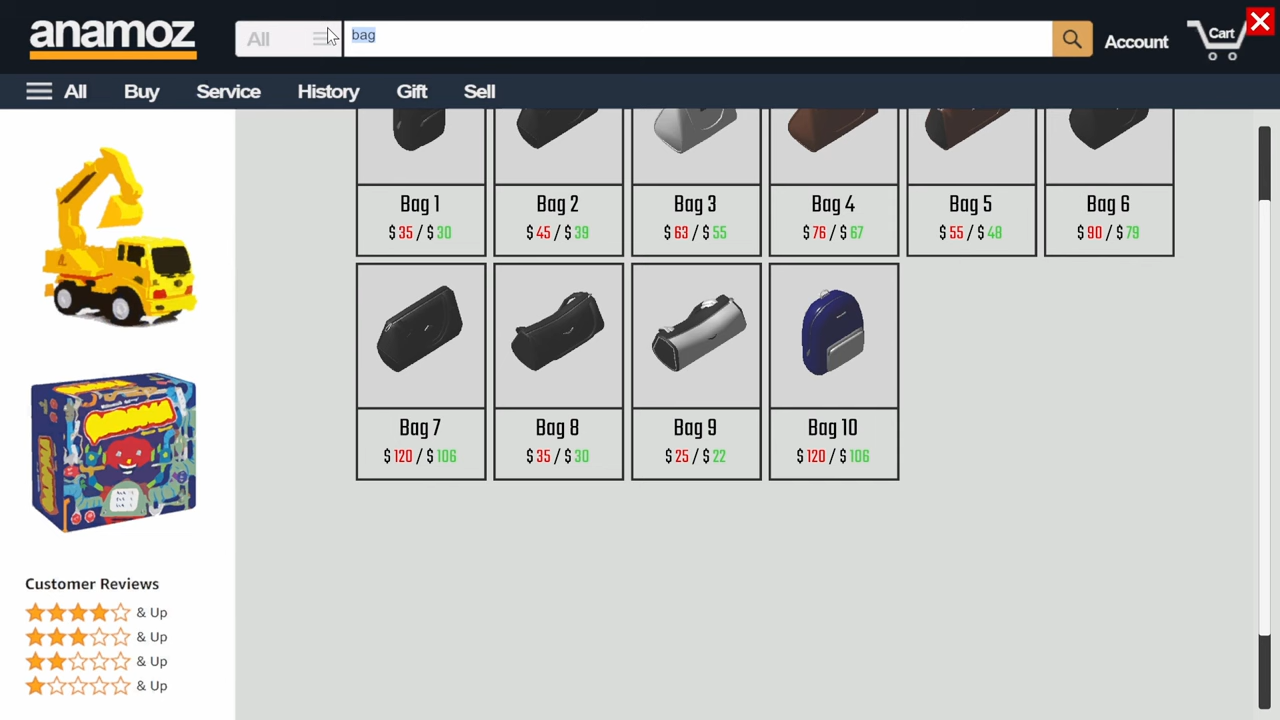 anamoz
All
bag
Account
Cart
All Buy Service History Gift Sell
Bag 1 Bag 2 Bag 3 Bag 4 Bag 5 Bag 6
$ 35 / $ 30 $ 45 / $ 39 $ 63 / $ 55 $ 76 / $ 67 $ 55 / $ 48 $ 90 / $ 79
Bag 7 Bag 8 Bag 9 Bag 10
$ 120 / $ 106 $ 35 / $ 30 $ 25 / $ 22 $ 120 / $ 106
Customer Reviews
& Up
& Up
& Up
& Up